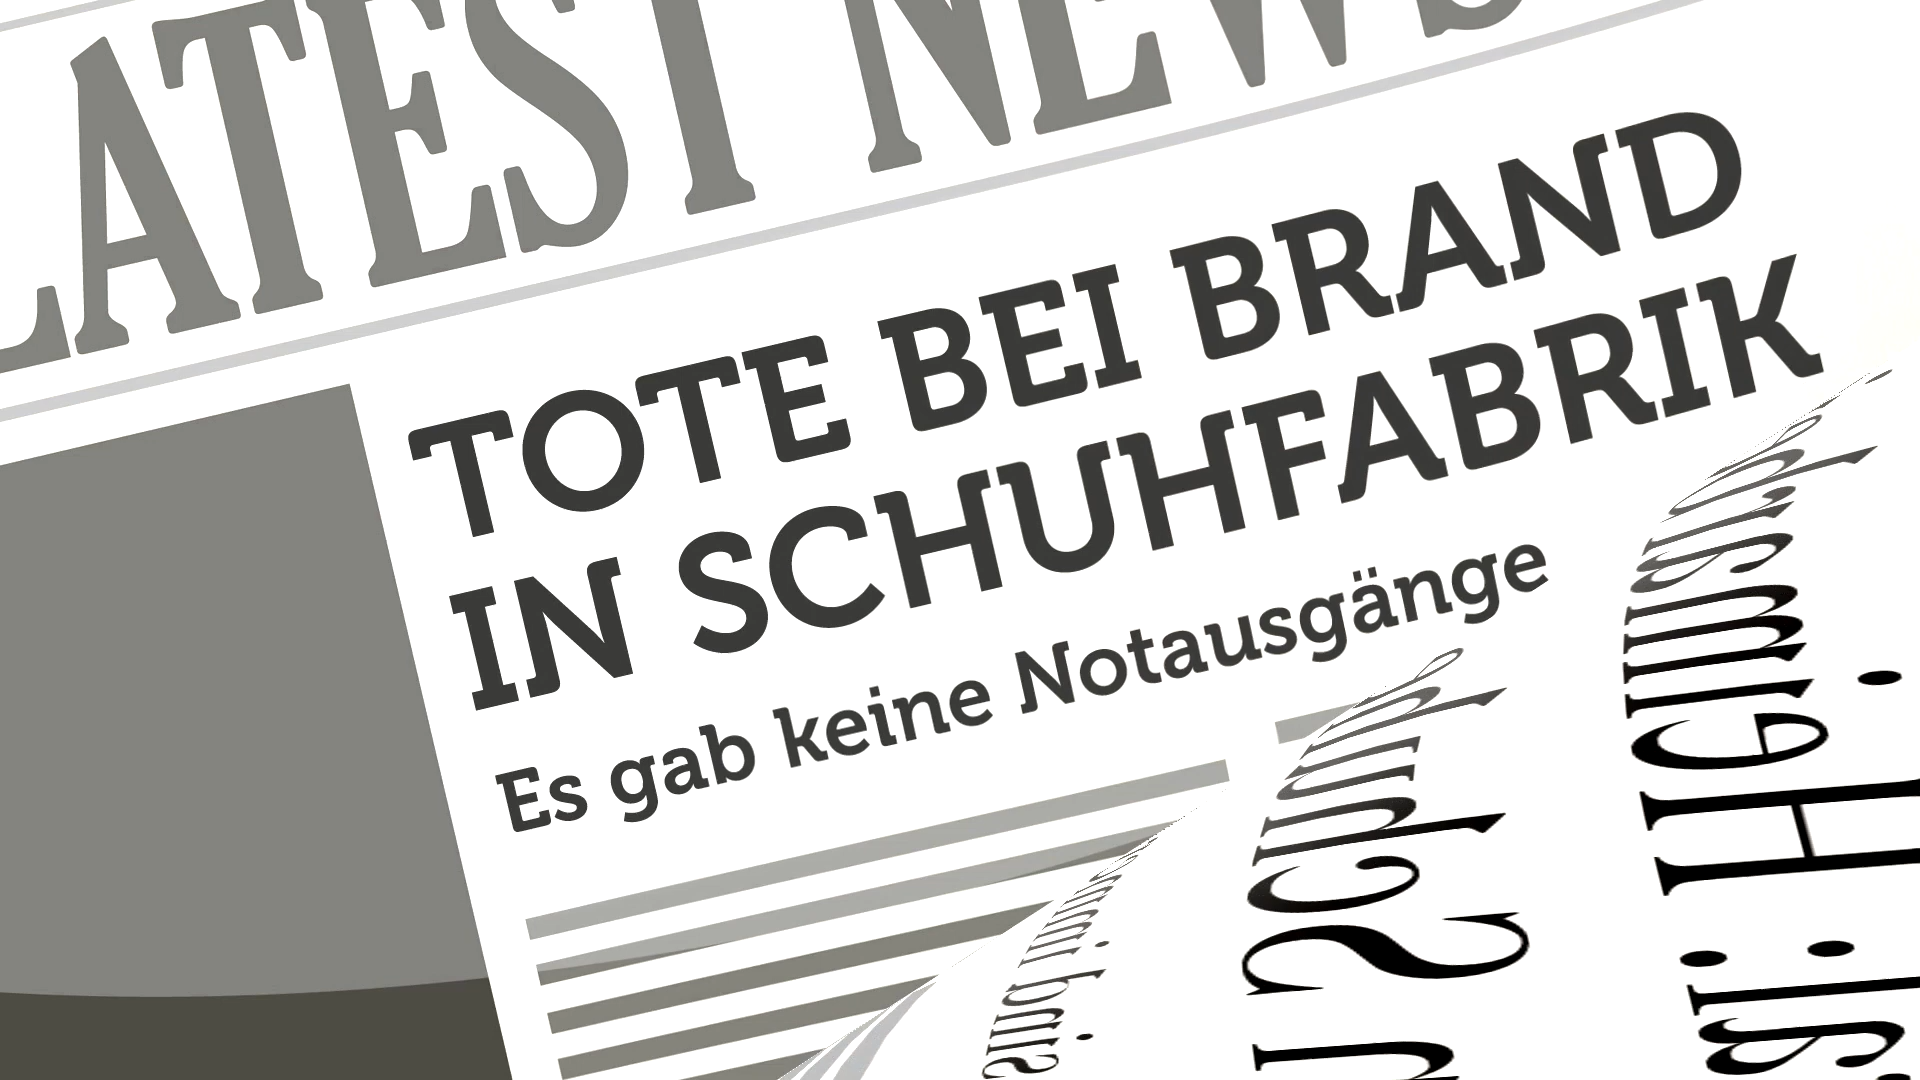 LATEST NEWS
TOTE BEI BRAND
IN SCHUHFABRIK
Es gab keine Notausgänge